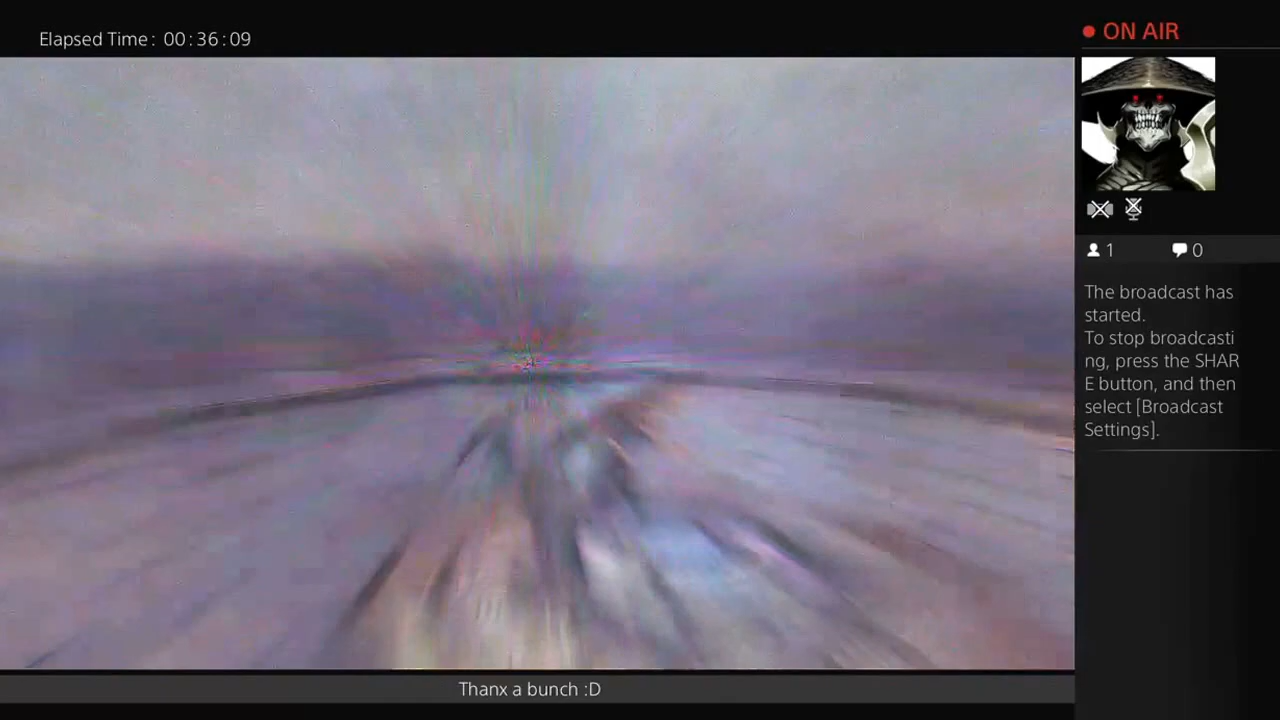 Elapsed Time : 00:36:09
ON AIR
1
0
The broadcast has
started.
To stop broadcasti
ng, press the SHAR
E button, and then
select [Broadcast
Settings].
Thanx a bunch :D